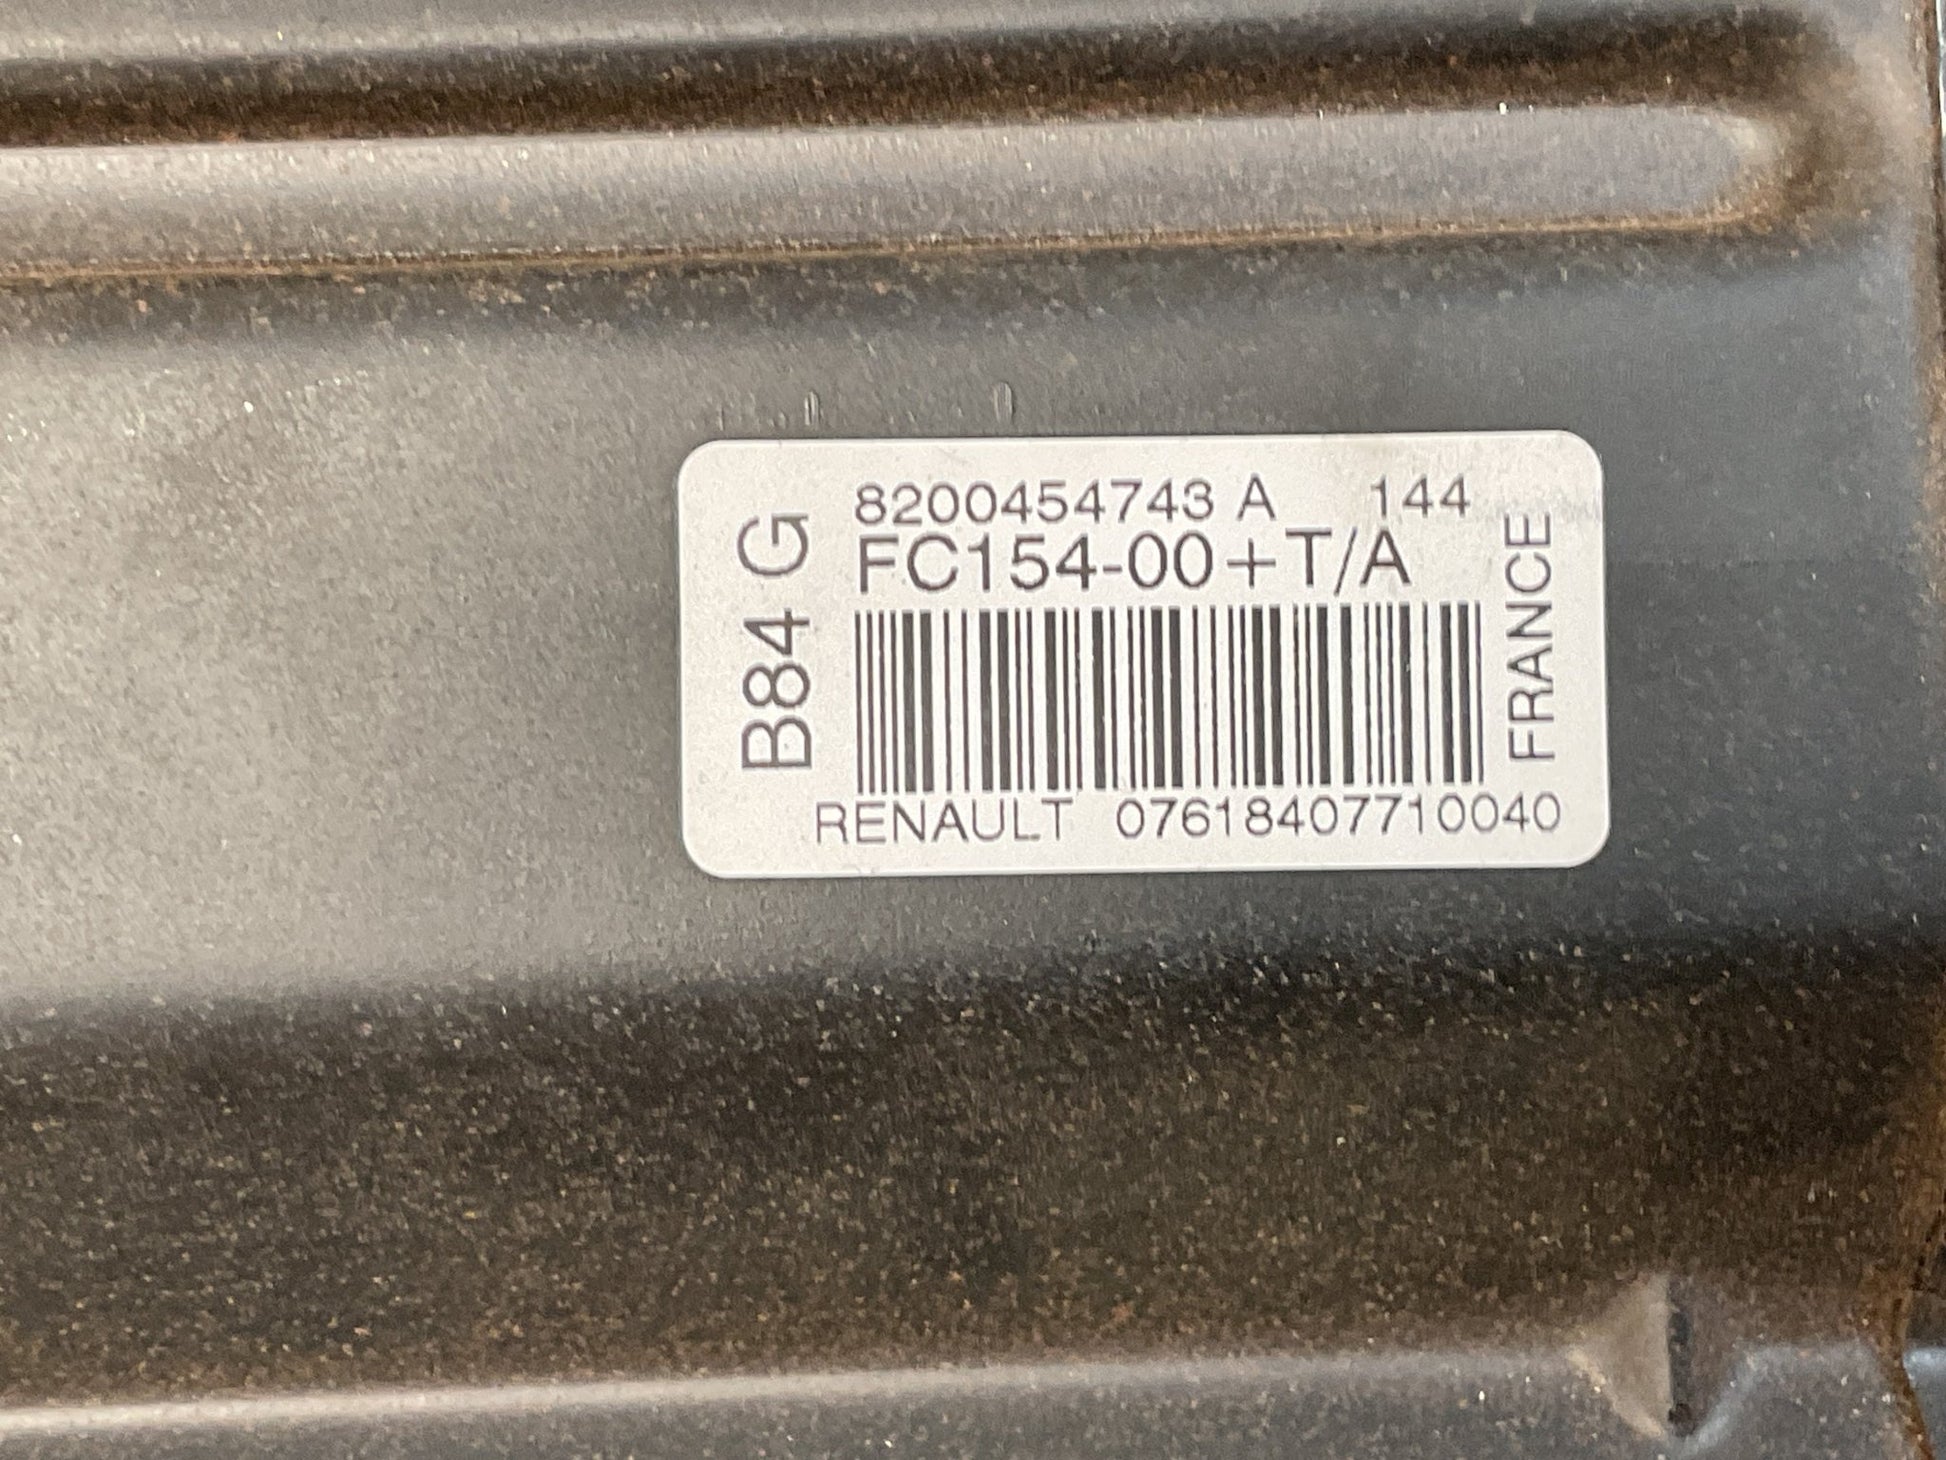 B84 G
8200454743 A 144
FC154-00+T/A
FRANCE
RENAULT 07618407710040